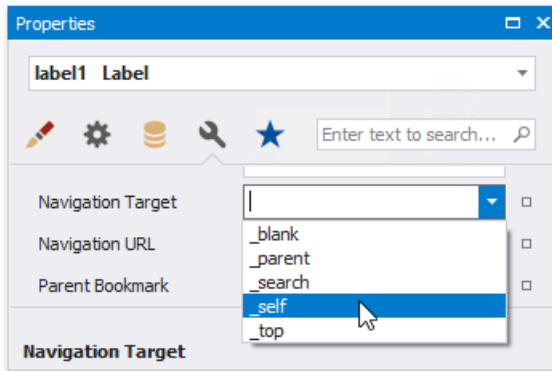 Properties
label1 Label
Enter text to search...
Navigation Target
_blank
Navigation URL
_parent
_search
Parent Bookmark
_self
_top
Navigation Target